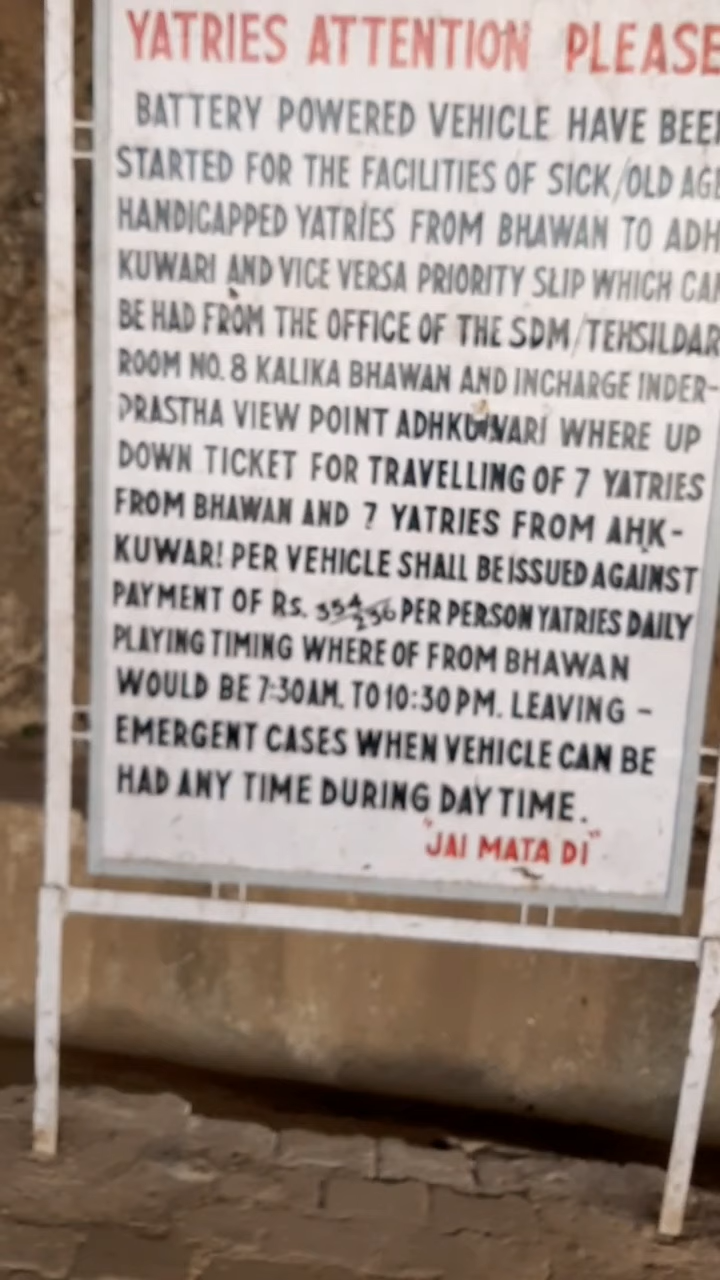 YATRIES ATTENTION PLEASE
BATTERY POWERED VEHICLE HAVE BEEN
STARTED FOR THE FACILITIES OF SICK/OLD AGE
HANDICAPPED YATRIES FROM BHAWAN TO ADH
KUWARI AND VICE VERSA PRIORITY SLIP WHICH CAN
BE HAD FROM THE OFFICE OF THE SDM/TEHSILDAR
ROOM NO. 8 KALIKA BHAWAN AND INCHARGE INDER-
PRASTHA VIEW POINT ADHKUWARI WHERE UP
DOWN TICKET FOR TRAVELLING OF 7 YATRIES
FROM BHAWAN AND 7 YATRIES FROM AHK-
KUWAR! PER VEHICLE SHALL BE ISSUED AGAINST
PAYMENT OF Rs. 354/236 PER PERSON YATRIES DAILY
PLAYING TIMING WHERE OF FROM BHAWAN
WOULD BE 7:30 AM. TO 10:30 PM. LEAVING -
EMERGENT CASES WHEN VEHICLE CAN BE
HAD ANY TIME DURING DAY TIME.
"JAI MATA DI"